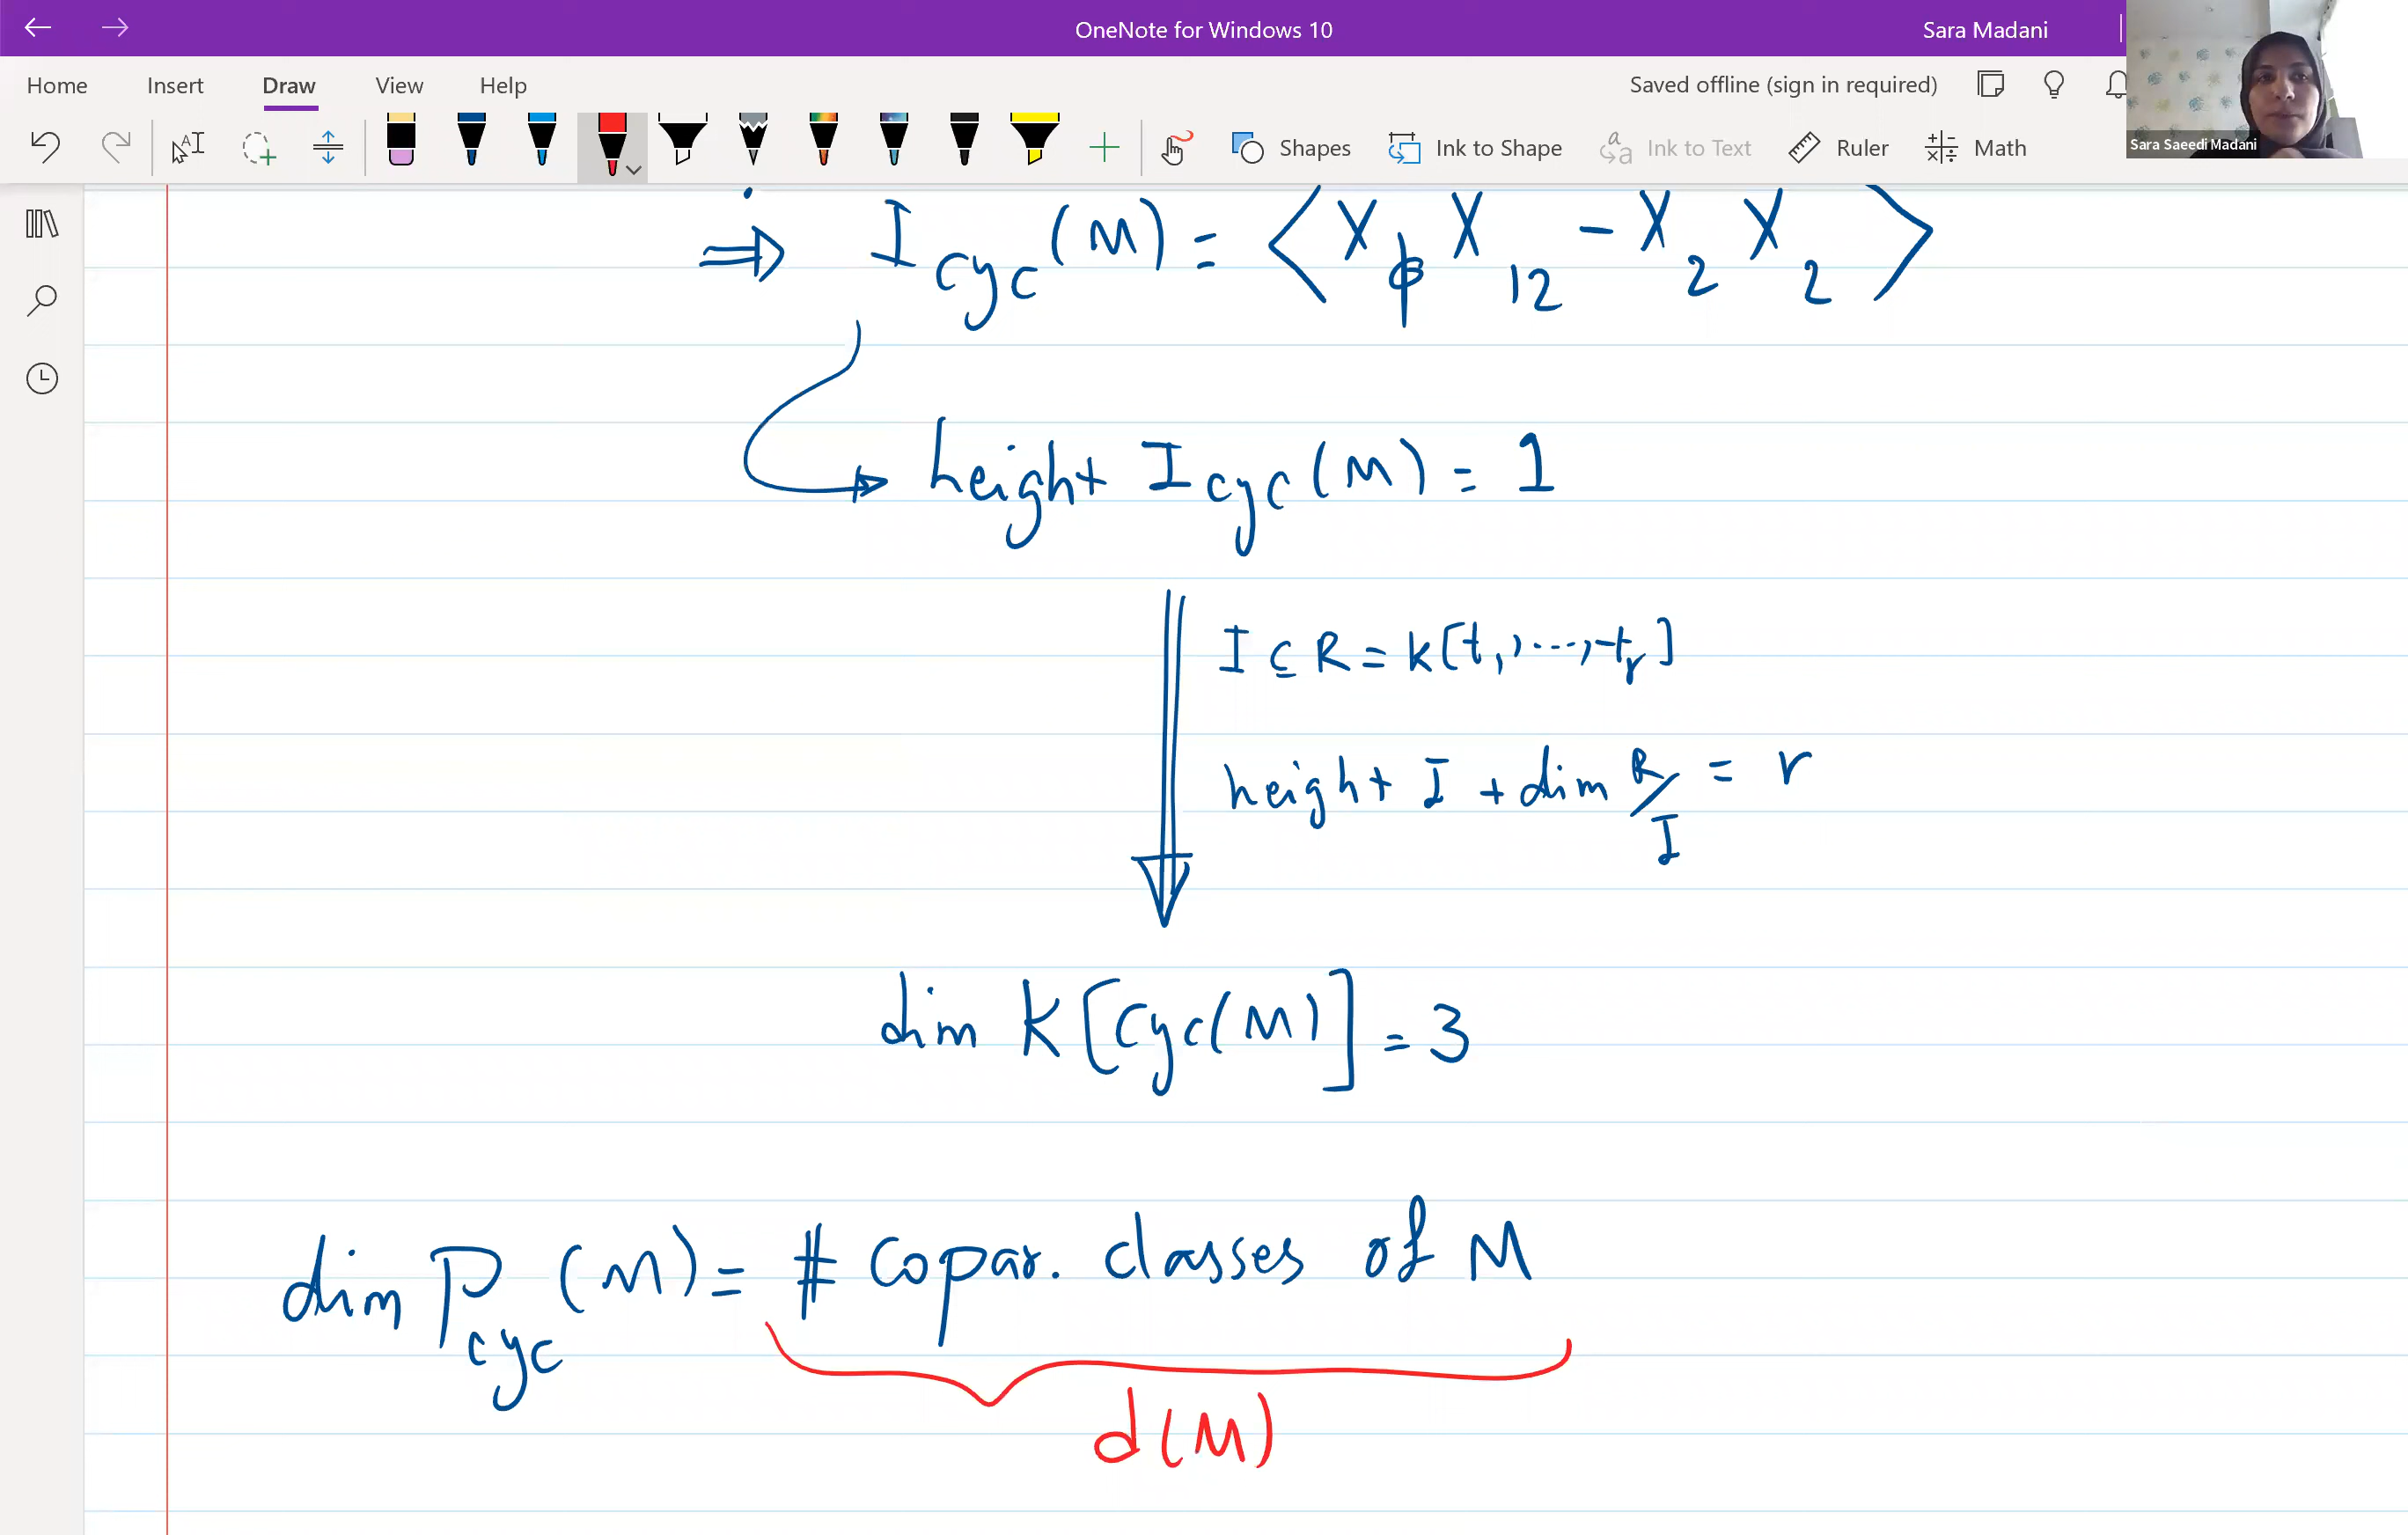 OneNote for Windows 10
Sara Madani
Home Insert Draw View Help
Saved offline (sign in required)
Shapes Ink to Shape Ink to Text Ruler Math
Sara Saeedi Madani
⇒ I_cyc(M) = ⟨X_ϕ X_12 - X_2 X_2⟩
height I_cyc(M) = 1
I ⊆ R = K[t_1, ..., t_r]
height I + dim R/I = r
dim K[Cyc(M)] = 3
dim P_cyc(M) = # copar. classes of M
d(M)